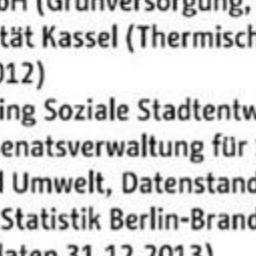 bH (Grünversorgung,
tät Kassel (Thermisch
012)
ing Soziale Stadtentw
enatsverwaltung für
l Umwelt, Datenstand
Statistik Berlin-Brand
daten 31.12.2013)